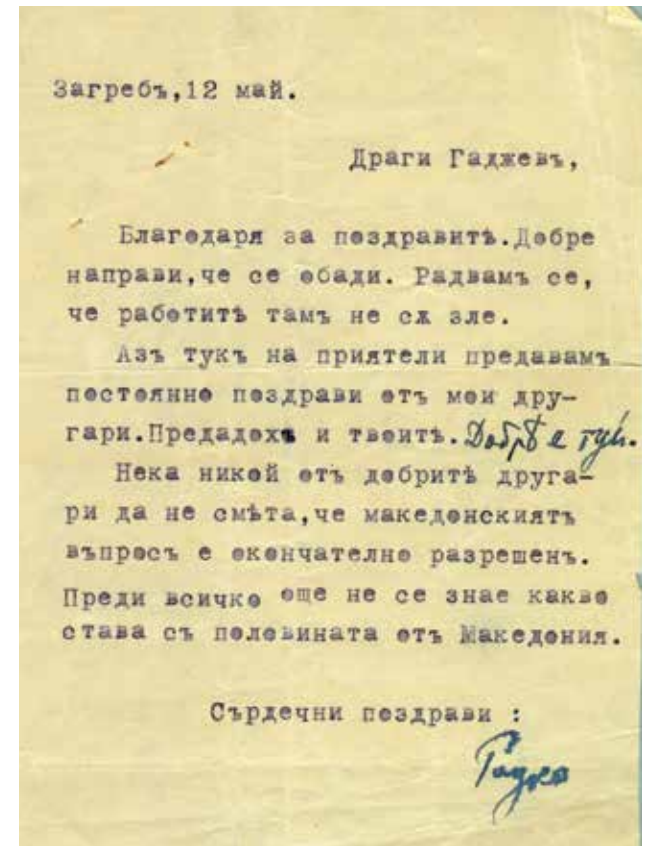 Загребъ,12 май.
Драги Гаджевъ,
Благодаря за поздравитѣ.Добре
направи,че се обади. Радвамъ се,
че работитѣ тамъ не сѫ зле.
Азъ тукъ на приятели предавамъ
постоянно поздрави отъ мои дру-
гари.Предадохъ и твоитѣ. Добрѣ е
Нека никой отъ добритѣ друга-
ри да не смѣта,че македонскиятъ
въпросъ е окончателно разрешенъ.
Преди всичко още не се знае какво
става съ половината отъ Македония.
Сърдечни поздрави :